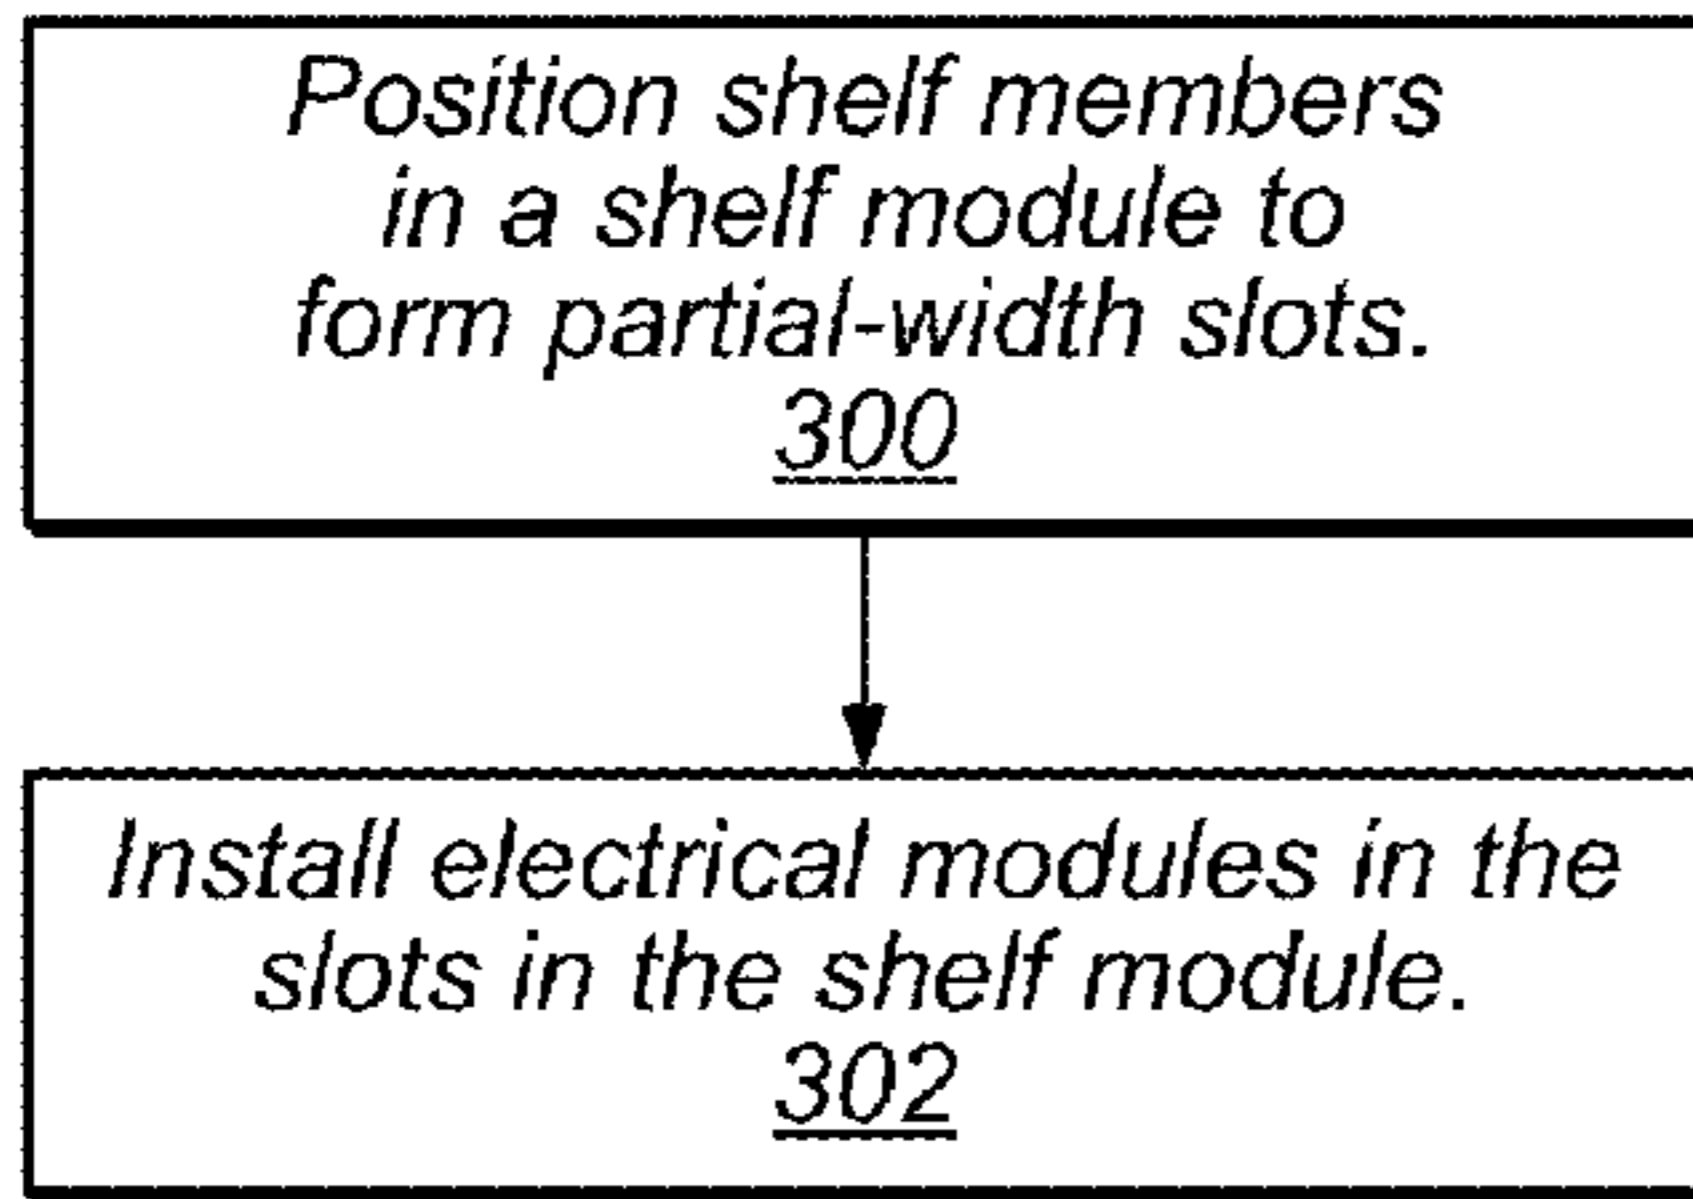 Position shelf members
in a shelf module to
form partial-width slots.
300
Install electrical modules in the
slots in the shelf module.
302